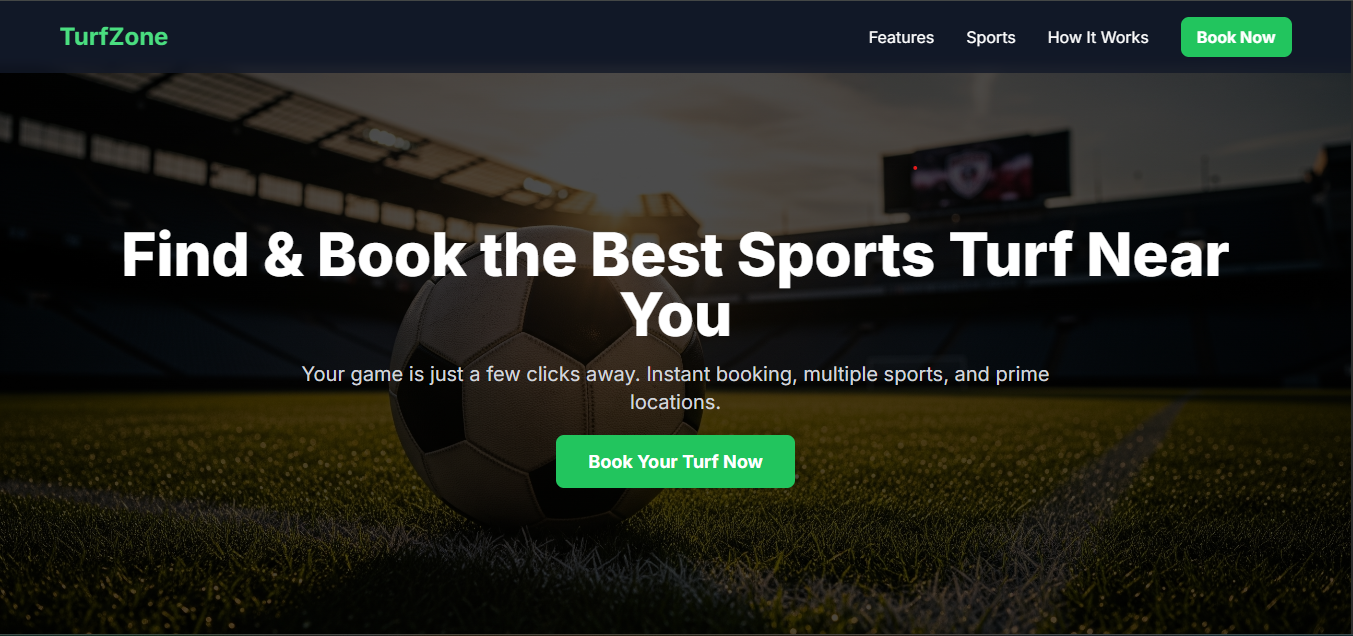 TurfZone
Features
Sports
How It Works
Book Now
Find & Book the Best Sports Turf Near
You
Your game is just a few clicks away. Instant booking, multiple sports, and prime
locations.
Book Your Turf Now